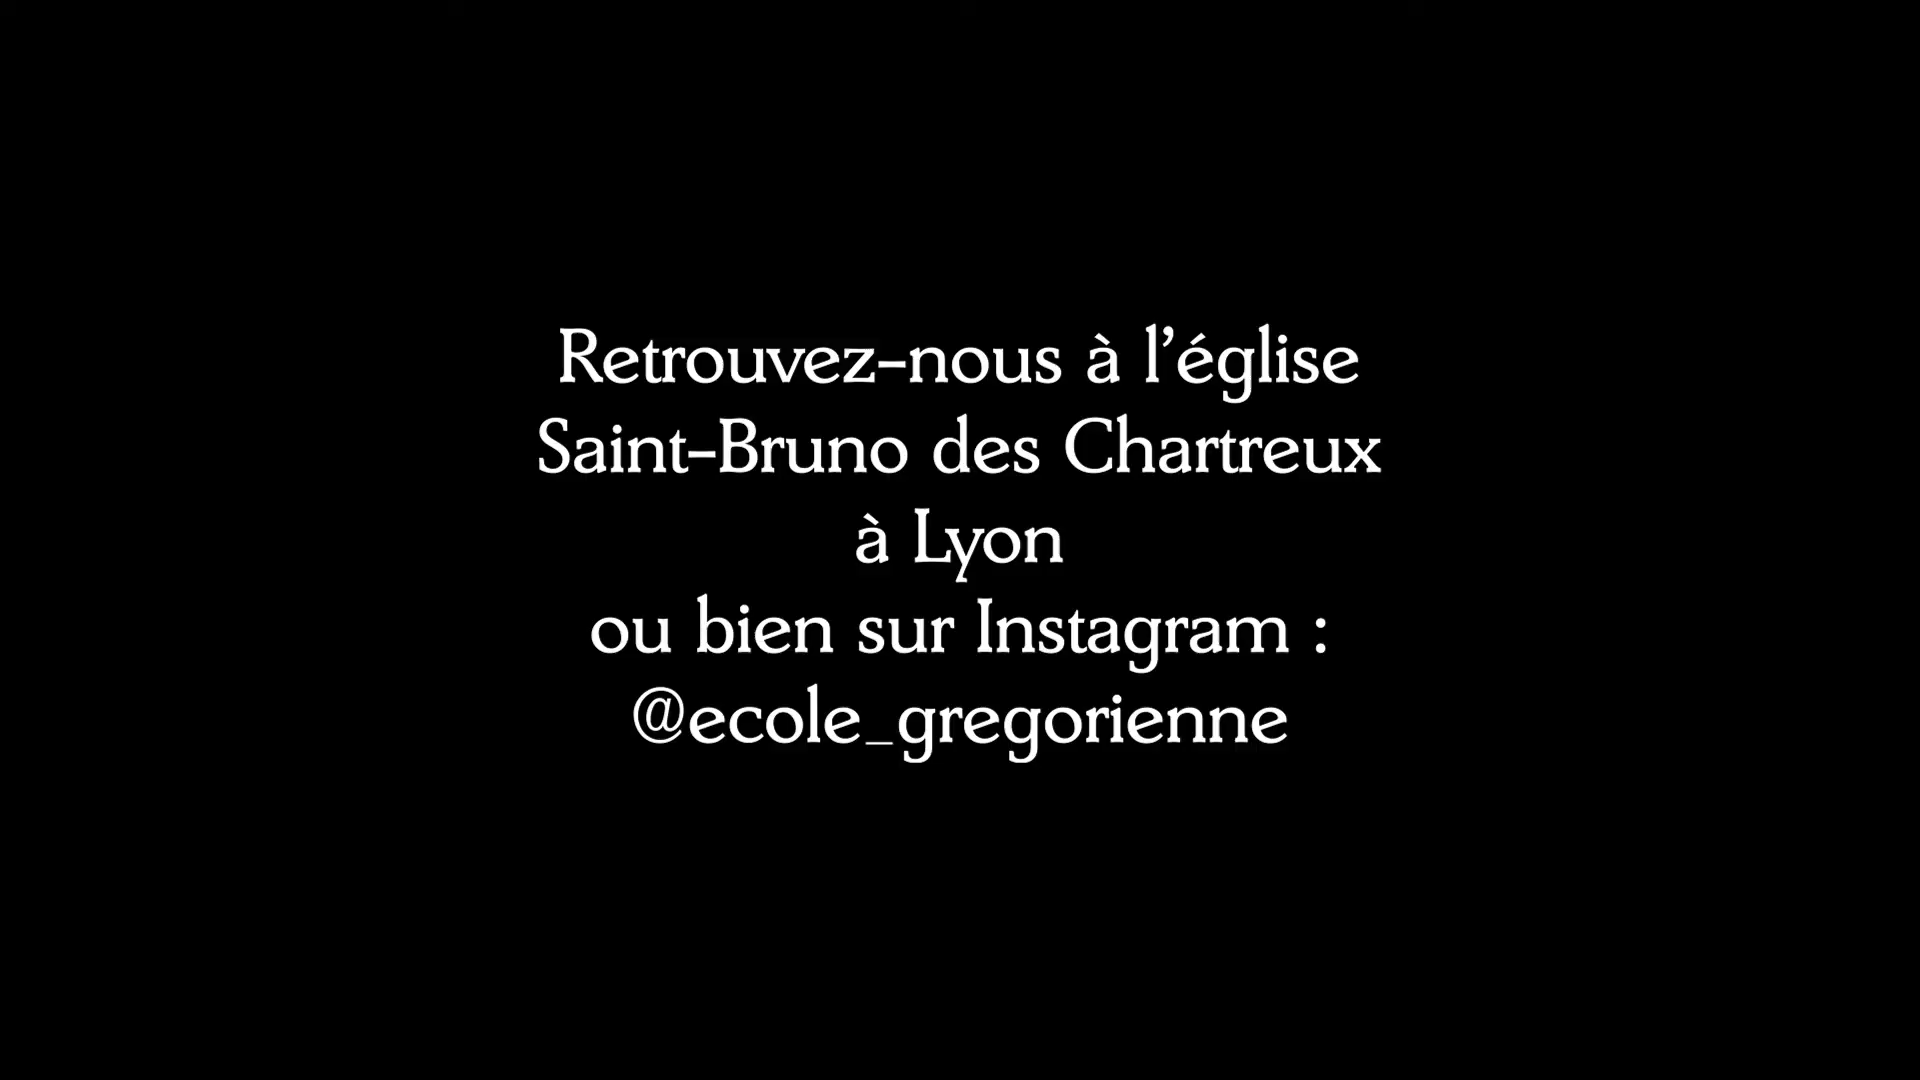 Retrouvez-nous à l’église
Saint-Bruno des Chartreux
à Lyon
ou bien sur Instagram :
@ecole_gregorienne